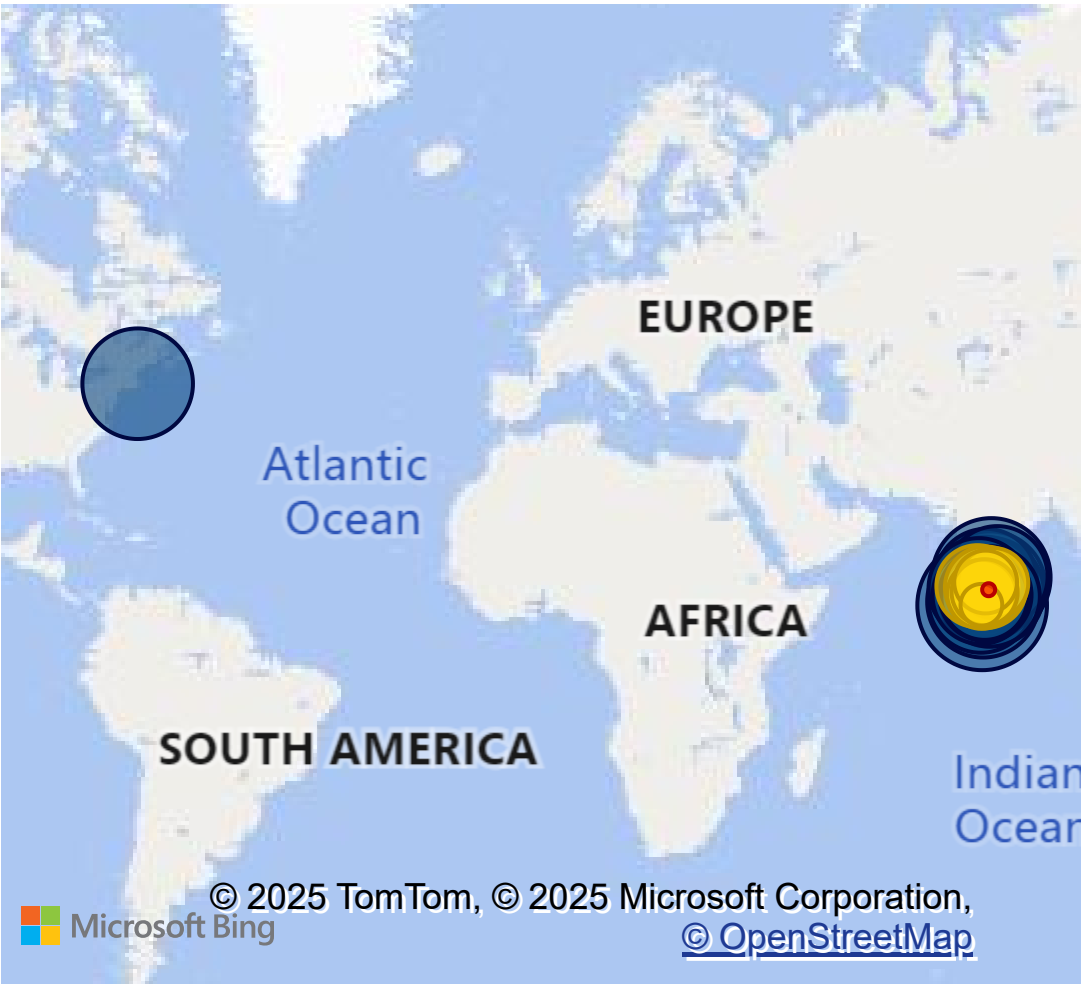 EUROPE
Atlantic
Ocean
AFRICA
SOUTH AMERICA
Indian
Ocean
© 2025 TomTom, © 2025 Microsoft Corporation,
Microsoft Bing
© OpenStreetMap